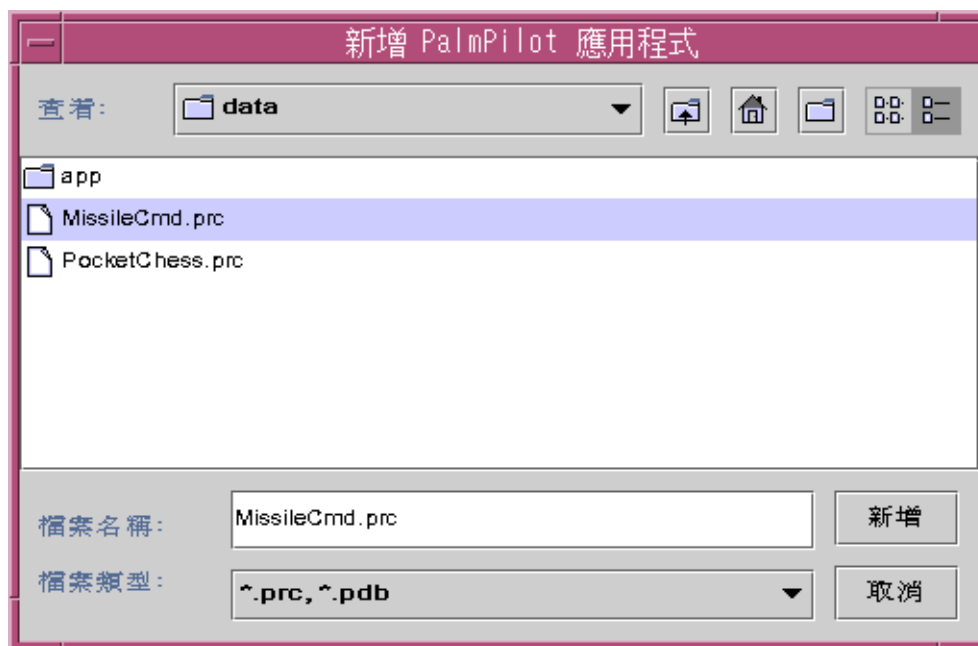 新增 PalmPilot 應用程式
查看:
data
app
MissileCmd.prc
PocketChess.prc
檔案名稱:
MissileCmd.prc
新增
檔案類型:
*.prc, *.pdb
取消